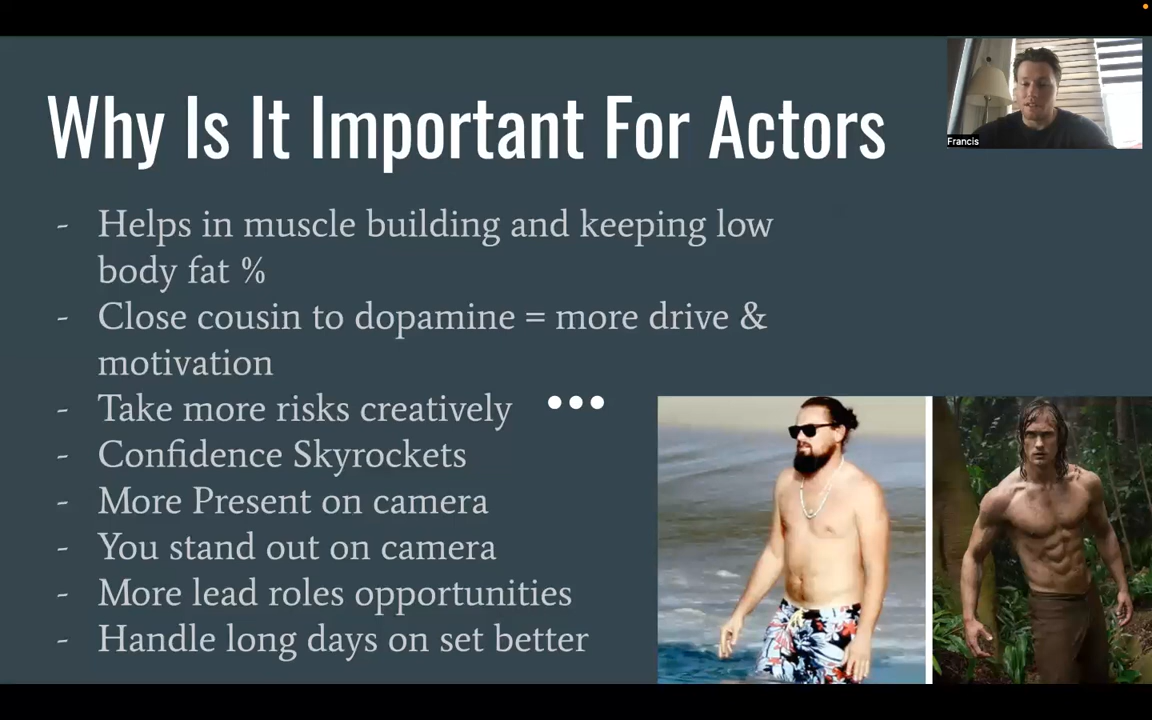 Why Is It Important For Actors
Francis
- Helps in muscle building and keeping low
body fat %
- Close cousin to dopamine = more drive &
motivation
- Take more risks creatively
- Confidence Skyrockets
- More Present on camera
- You stand out on camera
- More lead roles opportunities
- Handle long days on set better